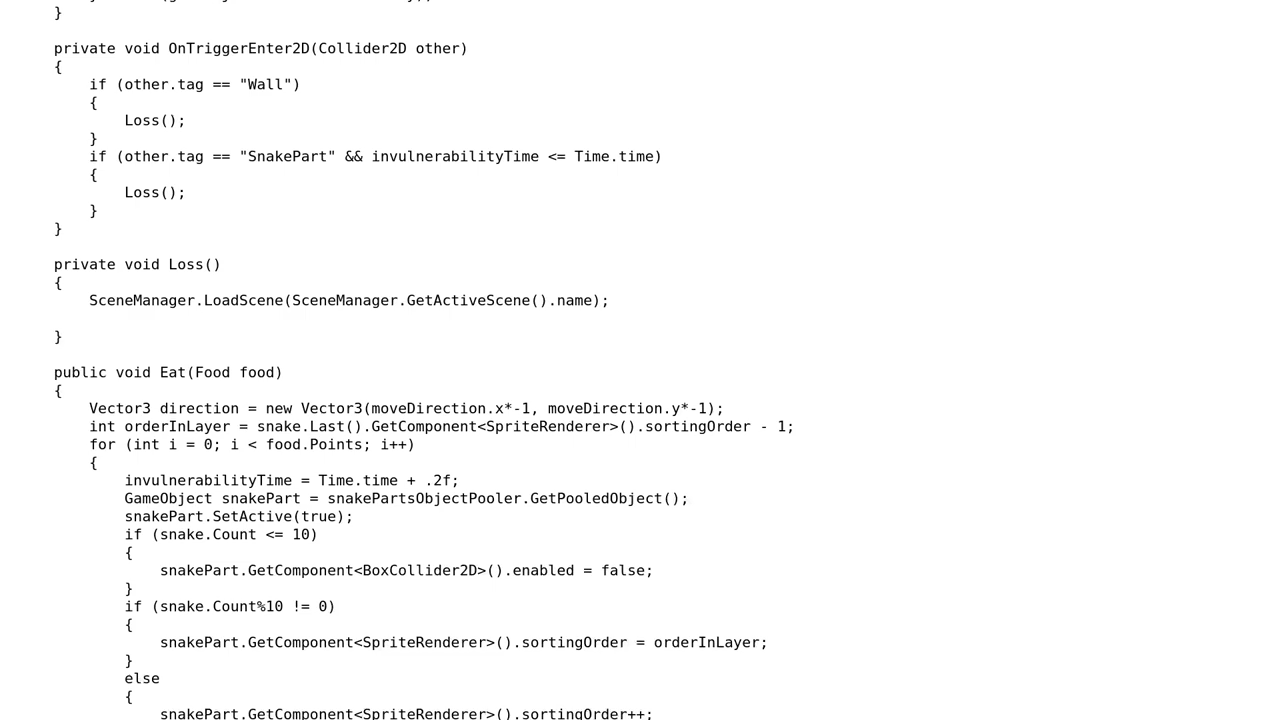 }
private void OnTriggerEnter2D(Collider2D other)
{
if (other.tag == "Wall")
{
Loss();
}
if (other.tag == "SnakePart" && invulnerabilityTime <= Time.time)
{
Loss();
}
}
private void Loss()
{
SceneManager.LoadScene(SceneManager.GetActiveScene().name);
}
public void Eat(Food food)
{
Vector3 direction = new Vector3(moveDirection.x*-1, moveDirection.y*-1);
int orderInLayer = snake.Last().GetComponent<SpriteRenderer>().sortingOrder - 1;
for (int i = 0; i < food.Points; i++)
{
invulnerabilityTime = Time.time + .2f;
GameObject snakePart = snakePartsObjectPooler.GetPooledObject();
snakePart.SetActive(true);
if (snake.Count <= 10)
{
snakePart.GetComponent<BoxCollider2D>().enabled = false;
}
if (snake.Count%10 != 0)
{
snakePart.GetComponent<SpriteRenderer>().sortingOrder = orderInLayer;
}
else
{
snakePart.GetComponent<SpriteRenderer>().sortingOrder++;